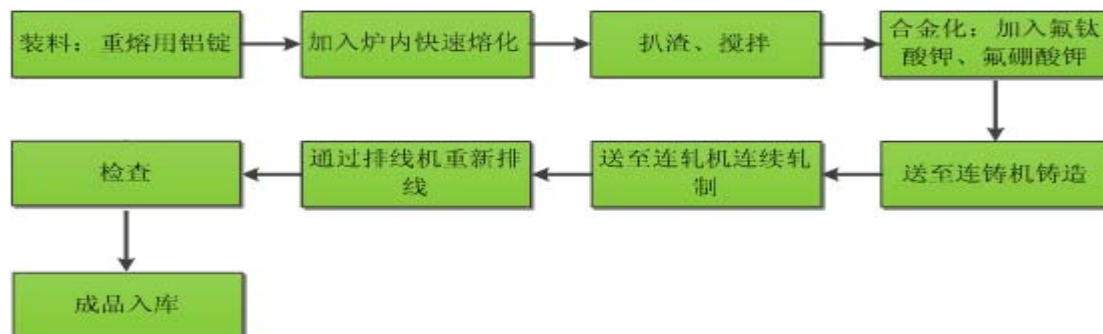 装料：重熔用铝锭
加入炉内快速熔化
扒渣、搅拌
合金化：加入氟钛
酸钾、氟硼酸钾
送至连铸机铸造
送至连轧机连续轧
制
通过排线机重新排
线
检查
成品入库